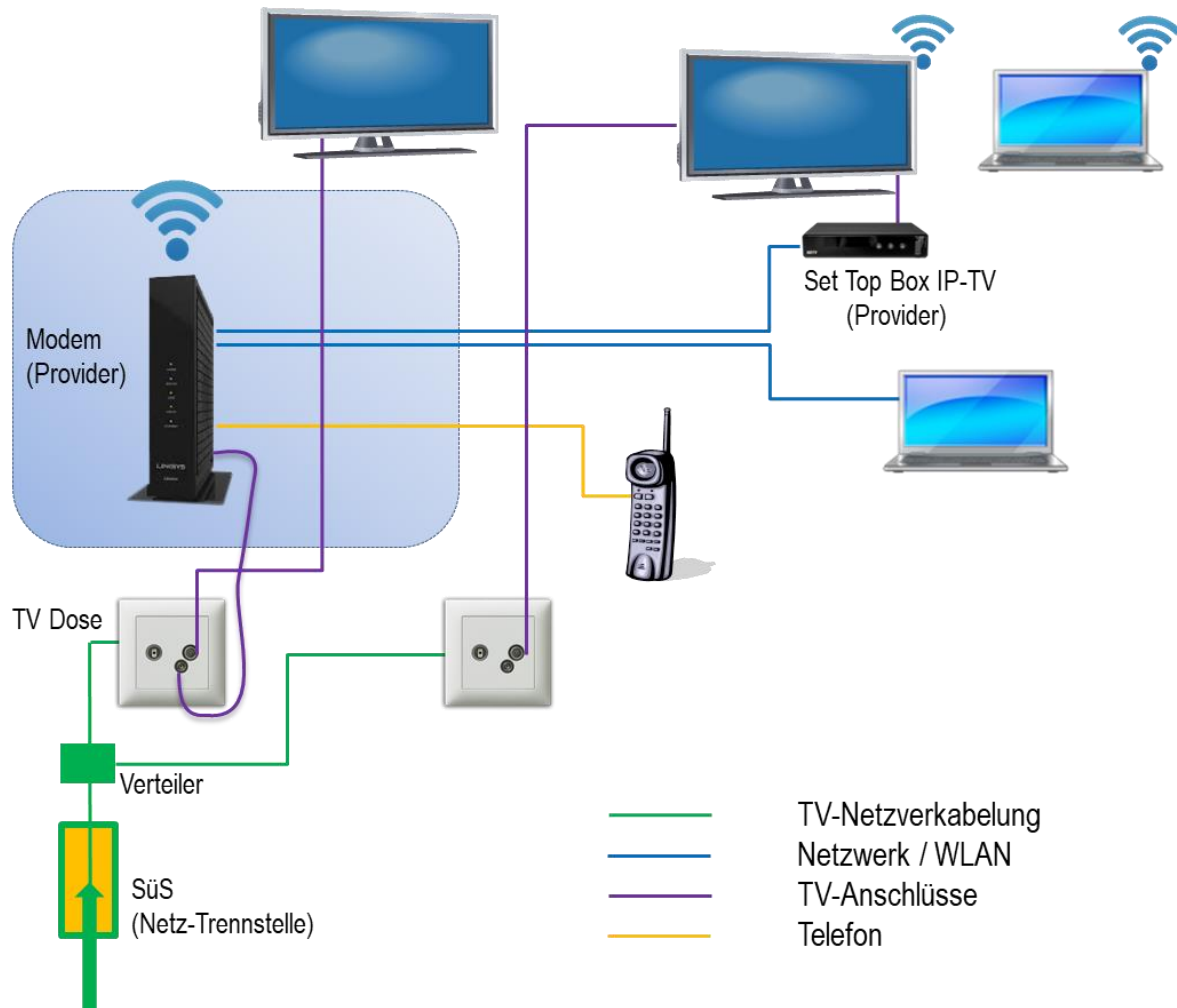 Set Top Box IP-TV
(Provider)
Modem
(Provider)
LINKSYS
TV Dose
Verteiler
SüS
(Netz-Trennstelle)
TV-Netzverkabelung
Netzwerk / WLAN
TV-Anschlüsse
Telefon